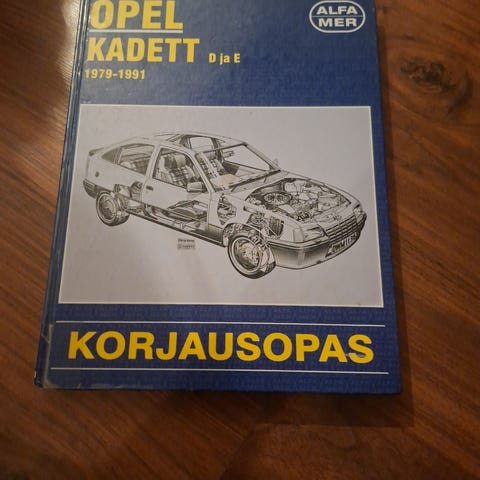 OPEL
KADETT D ja E
1979-1991
ALFA
MER
KORJAUSOPAS